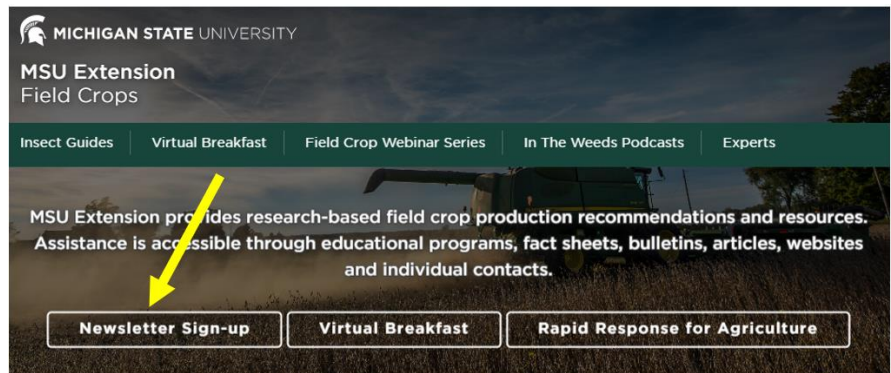 MICHIGAN STATE UNIVERSITY
MSU Extension
Field Crops
Insect Guides Virtual Breakfast Field Crop Webinar Series In The Weeds Podcasts Experts
MSU Extension provides research-based field crop production recommendations and resources.
Assistance is accessible through educational programs, fact sheets, bulletins, articles, websites
and individual contacts.
Newsletter Sign-up Virtual Breakfast Rapid Response for Agriculture